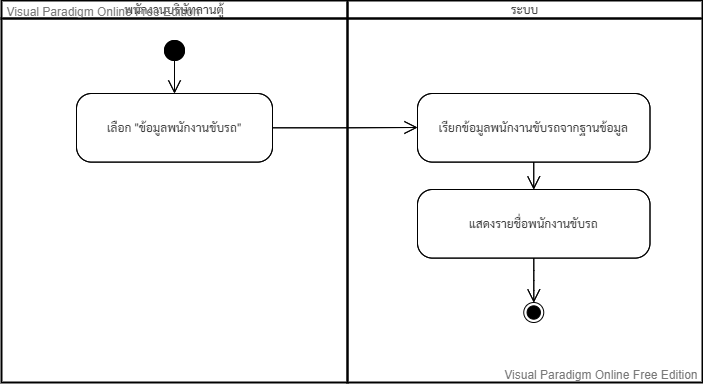 Visual Paradigm Online Free Edition
พนักงานบริษัทลานตู้
ระบบ
เลือก "ข้อมูลพนักงานขับรถ"
เรียกข้อมูลพนักงานขับรถจากฐานข้อมูล
แสดงรายชื่อพนักงานขับรถ
Visual Paradigm Online Free Edition